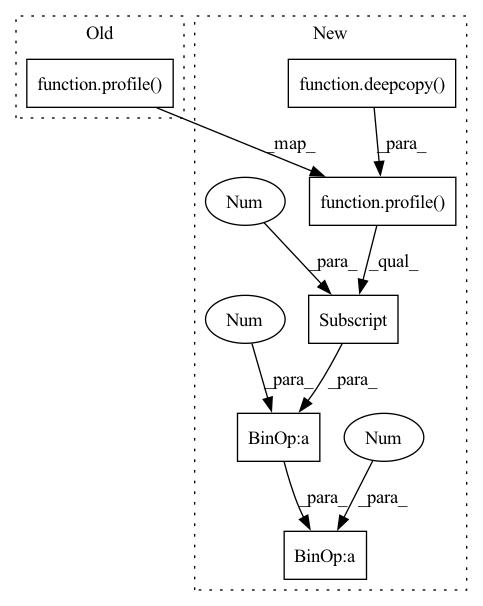 Old
New
function.profile()
function.deepcopy()
_map_
_para_
Num
function.profile()
_para_
_qual_
Num
Subscript
_para_
_para_
BinOp:a
Num
_para_
_para_
BinOp:a